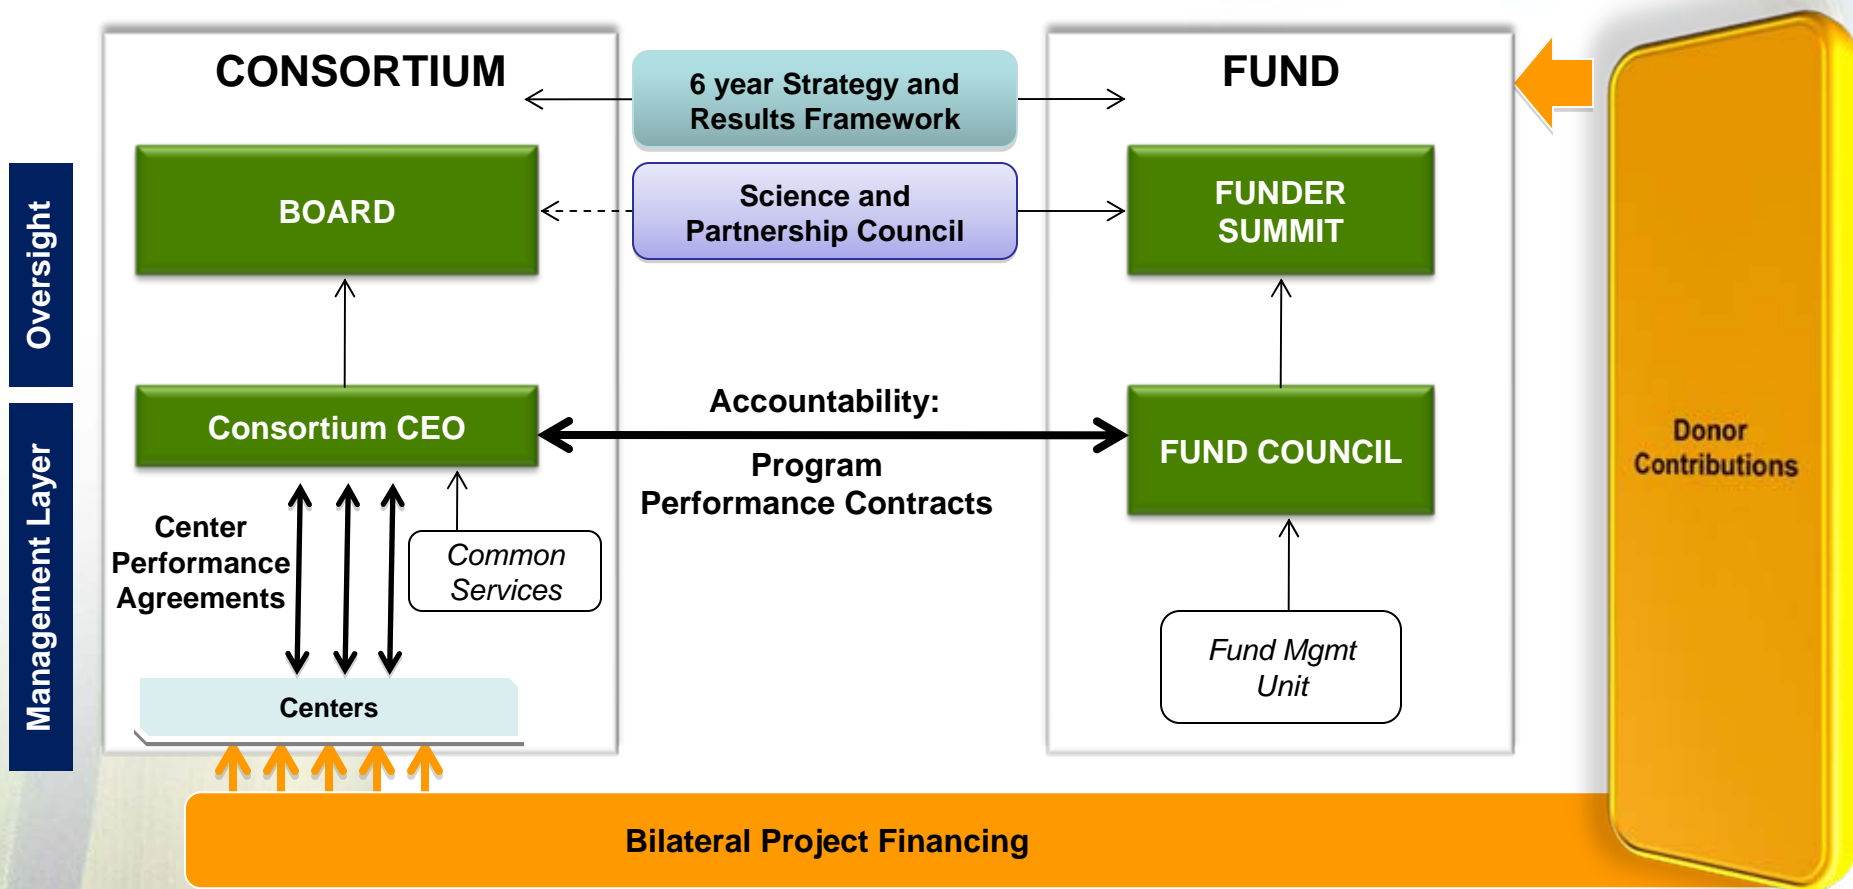 CONSORTIUM
6 year Strategy and
Results Framework
FUND
Oversight
BOARD
Science and
Partnership Council
FUNDER
SUMMIT
Management Layer
Consortium CEO
Accountability:
Program
Performance Contracts
FUND COUNCIL
Donor
Contributions
Center
Performance
Agreements
Common
Services
Fund Mgmt
Unit
Centers
Bilateral Project Financing